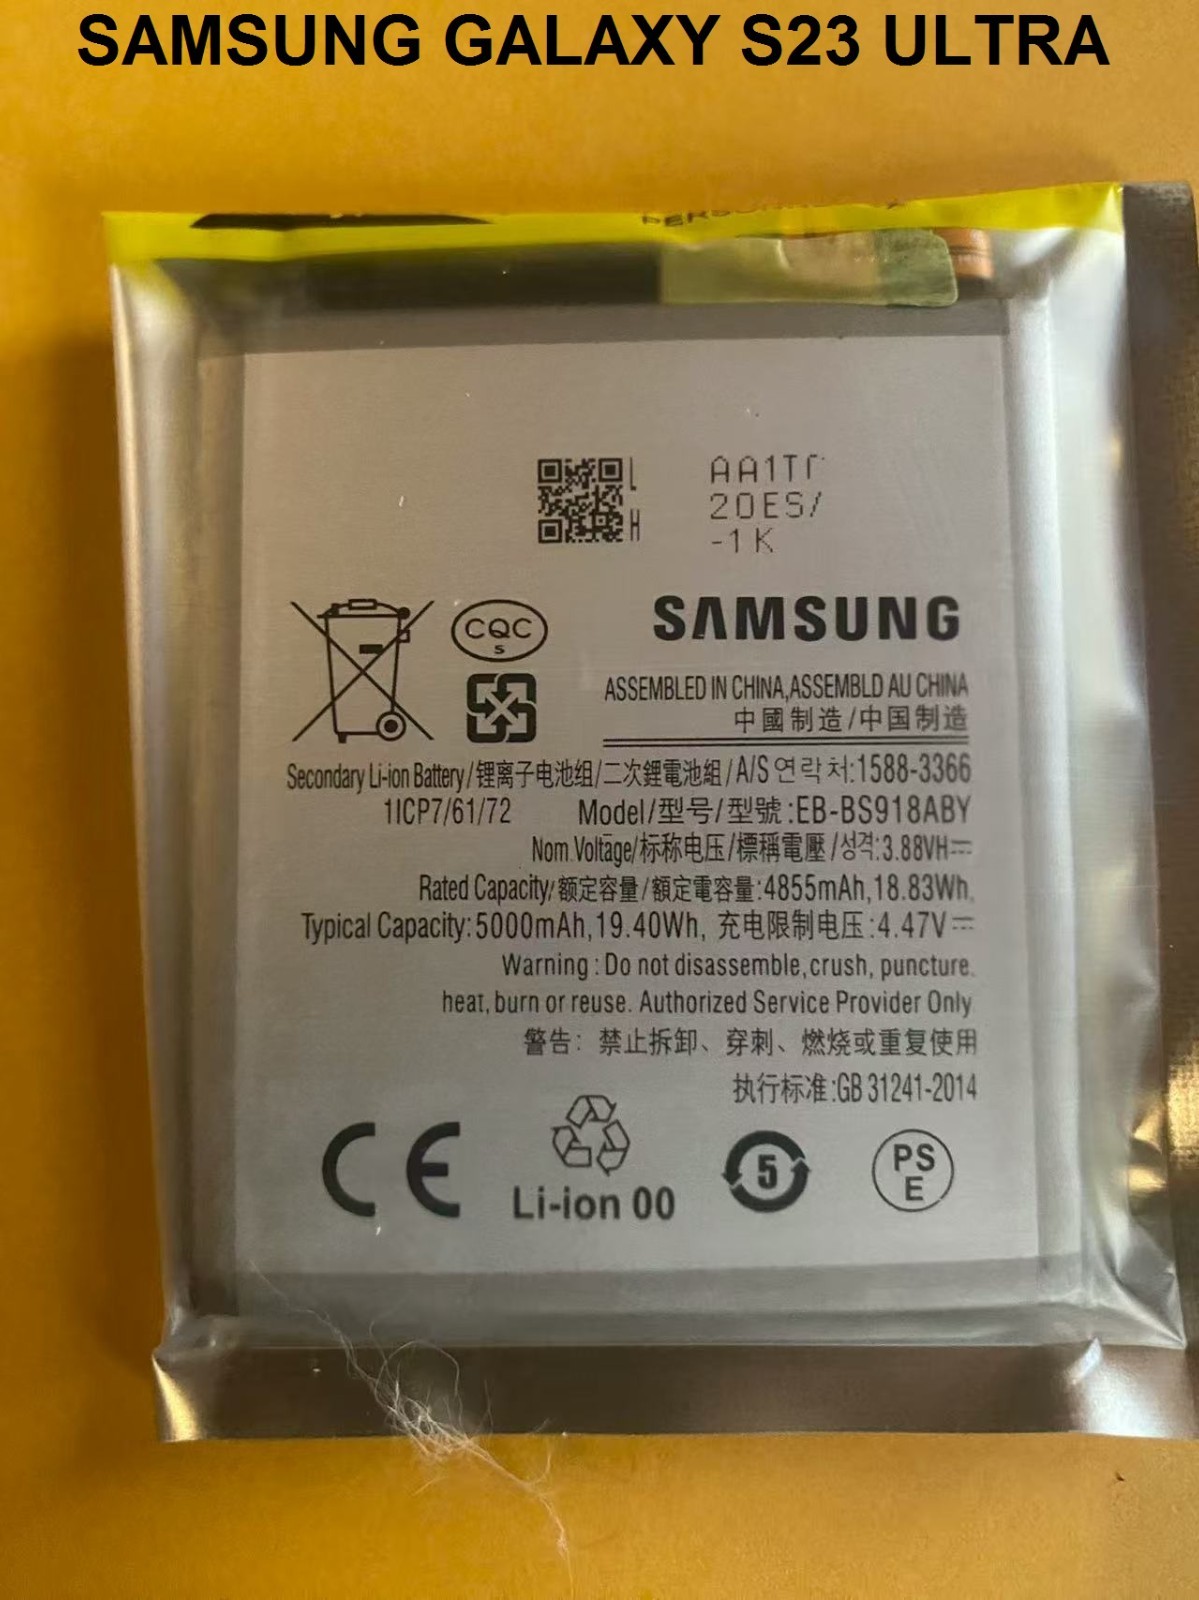 SAMSUNG GALAXY S23 ULTRA
L
H
AA1T
20ES/
-1K
CQC
S
SAMSUNG
ASSEMBLED IN CHINA,ASSEMBLD AU CHINA
中國制造/中国制造
Secondary Li-ion Battery/锂离子电池组/二次鋰電池組/A/S 연락처:1588-3366
1ICP7/61/72 Model/型号/型號:EB-BS918ABY
Nom.Voltage/标称电压/標稱電壓/성격:3.88VH⎓
Rated Capacity/额定容量/額定電容量:4855mAh,18.83Wh,
Typical Capacity:5000mAh,19.40Wh, 充电限制电压:4.47V⎓
Warning:Do not disassemble,crush, puncture.
heat, burn or reuse. Authorized Service Provider Only
警告: 禁止拆卸、穿刺、燃烧或重复使用
执行标准:GB 31241-2014
CE
Li-ion 00
5
PS
E